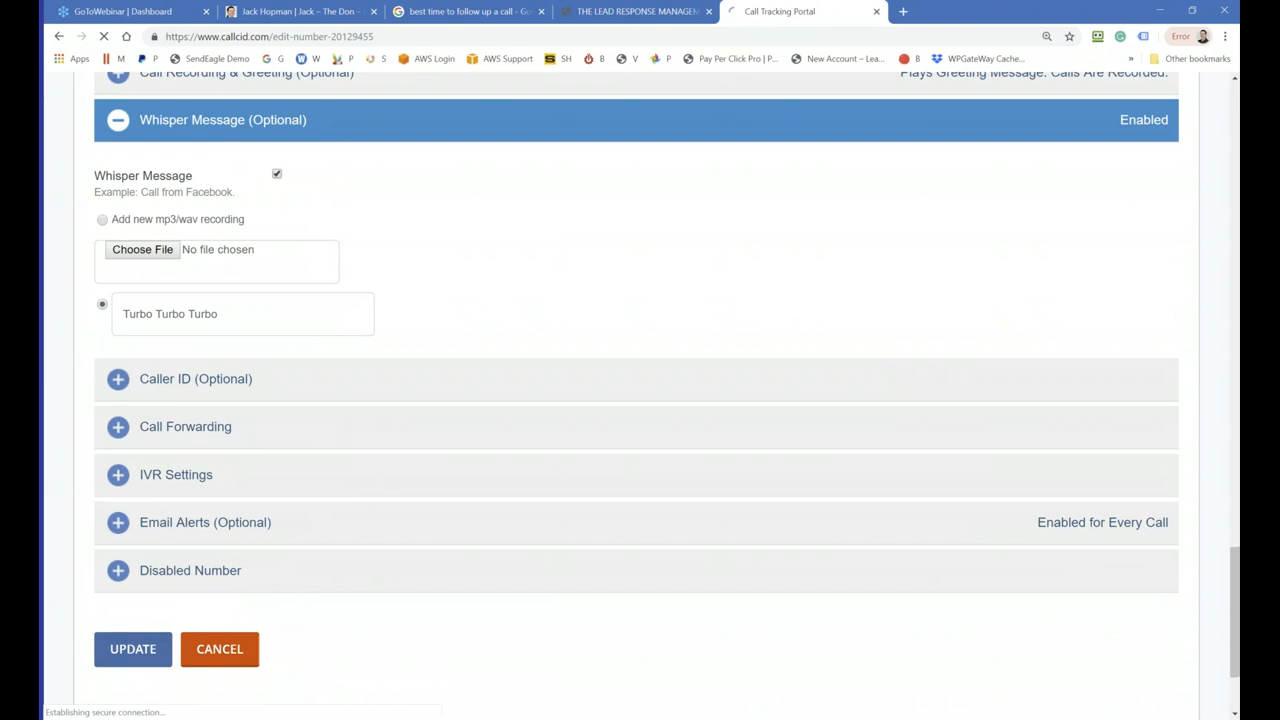 GoToWebinar | Dashboard
Jack Hopman | Jack – The Don –
best time to follow up a call - Go
THE LEAD RESPONSE MANAGEM
Call Tracking Portal
https://www.callcid.com/edit-number-20129455
Error
Apps
M
P
SendEagle Demo
G
W
P
S
AWS Login
AWS Support
SH
B
V
P
Pay Per Click Pro | P...
New Account – Lea...
B
WPGateWay Cache...
»
Other bookmarks
Call Recording & Greeting (Optional)
Plays Greeting Message. Calls Are Recorded.
Whisper Message (Optional)
Enabled
Whisper Message
Example: Call from Facebook.
Add new mp3/wav recording
Choose File No file chosen
Turbo Turbo Turbo
Caller ID (Optional)
Call Forwarding
IVR Settings
Email Alerts (Optional)
Enabled for Every Call
Disabled Number
UPDATE
CANCEL
Establishing secure connection...